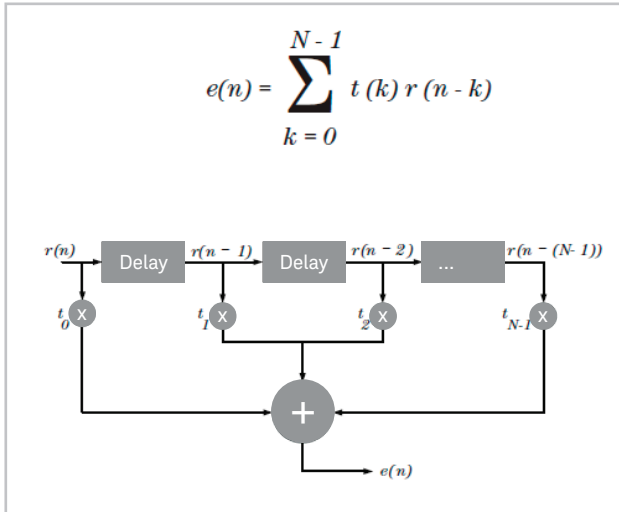 N - 1
e(n) = ∑ t (k) r (n - k)
k = 0
r(n) Delay r(n - 1) Delay r(n - 2) ... r(n - (N- 1))
t0 x t1 x t2 x tN-1 x
+
e(n)